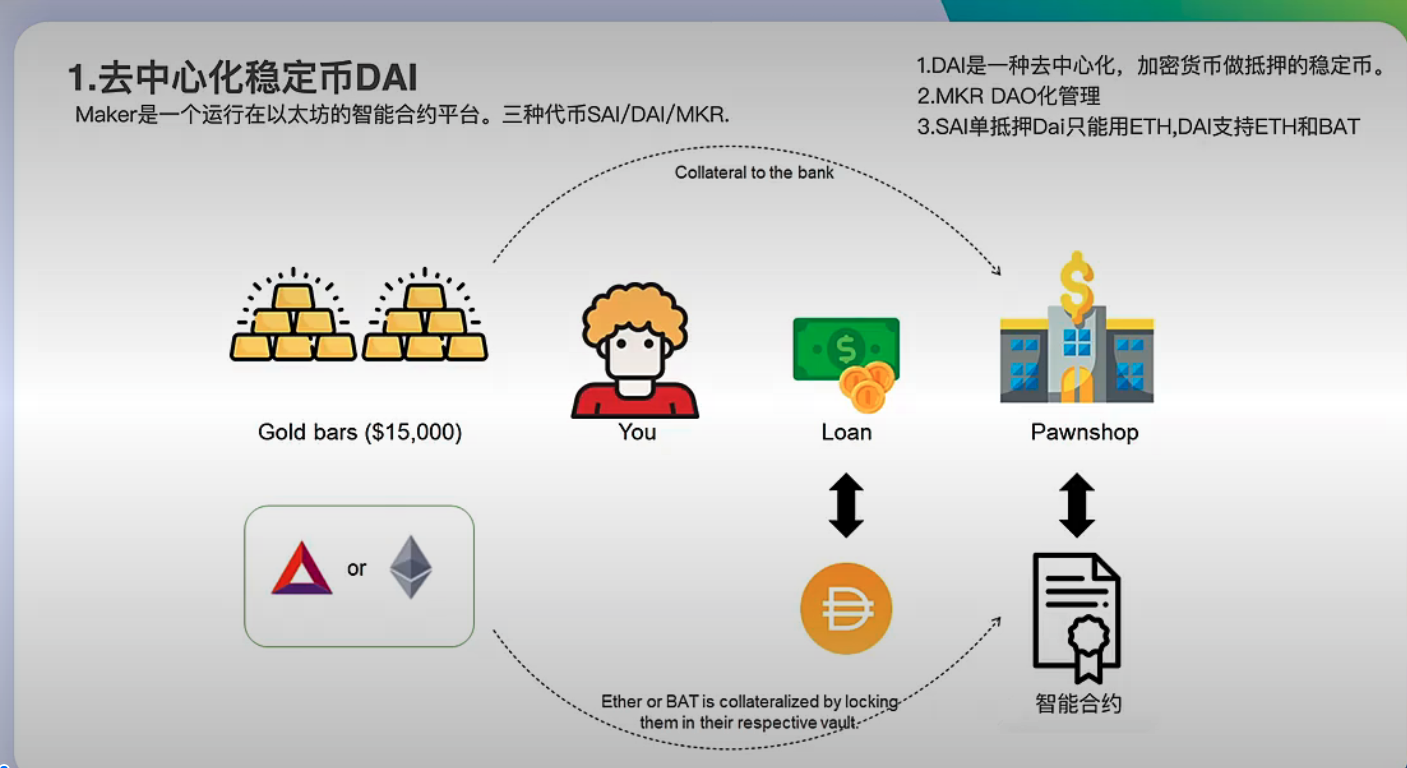 1.去中心化稳定币DAI
Maker是一个运行在以太坊的智能合约平台。三种代币SAI/DAI/MKR.
1.DAI是一种去中心化，加密货币做抵押的稳定币。
2.MKR DAO化管理
3.SAI单抵押Dai只能用ETH,DAI支持ETH和BAT
Collateral to the bank
Gold bars ($15,000)
You
Loan
Pawnshop
or
Ether or BAT is collateralized by locking
them in their respective vault.
智能合约